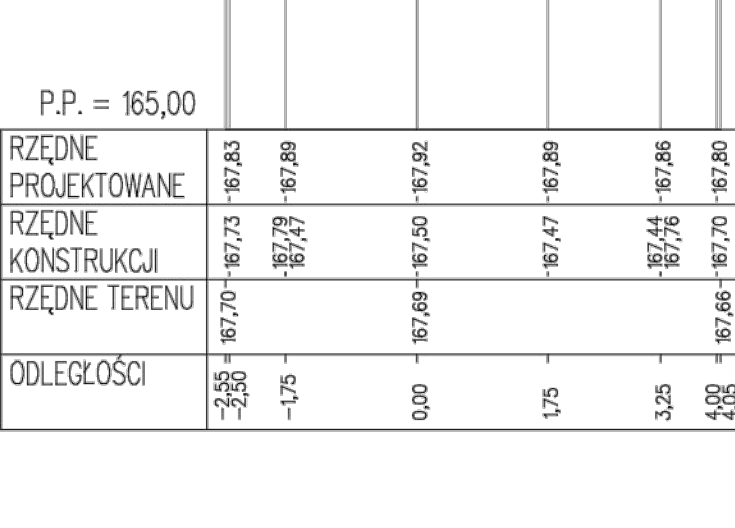 P.P. = 165,00
RZĘDNE
PROJEKTOWANE
167,83 167,89 167,92 167,89 167,86 167,80
RZĘDNE
KONSTRUKCJI
167,73 167,79 167,47 167,50 167,47 167,44 167,76 167,70
RZĘDNE TERENU
167,70 167,69 167,66
ODLEGŁOŚCI
-2,55 -2,50 -1,75 0,00 1,75 3,25 4,00 4,05